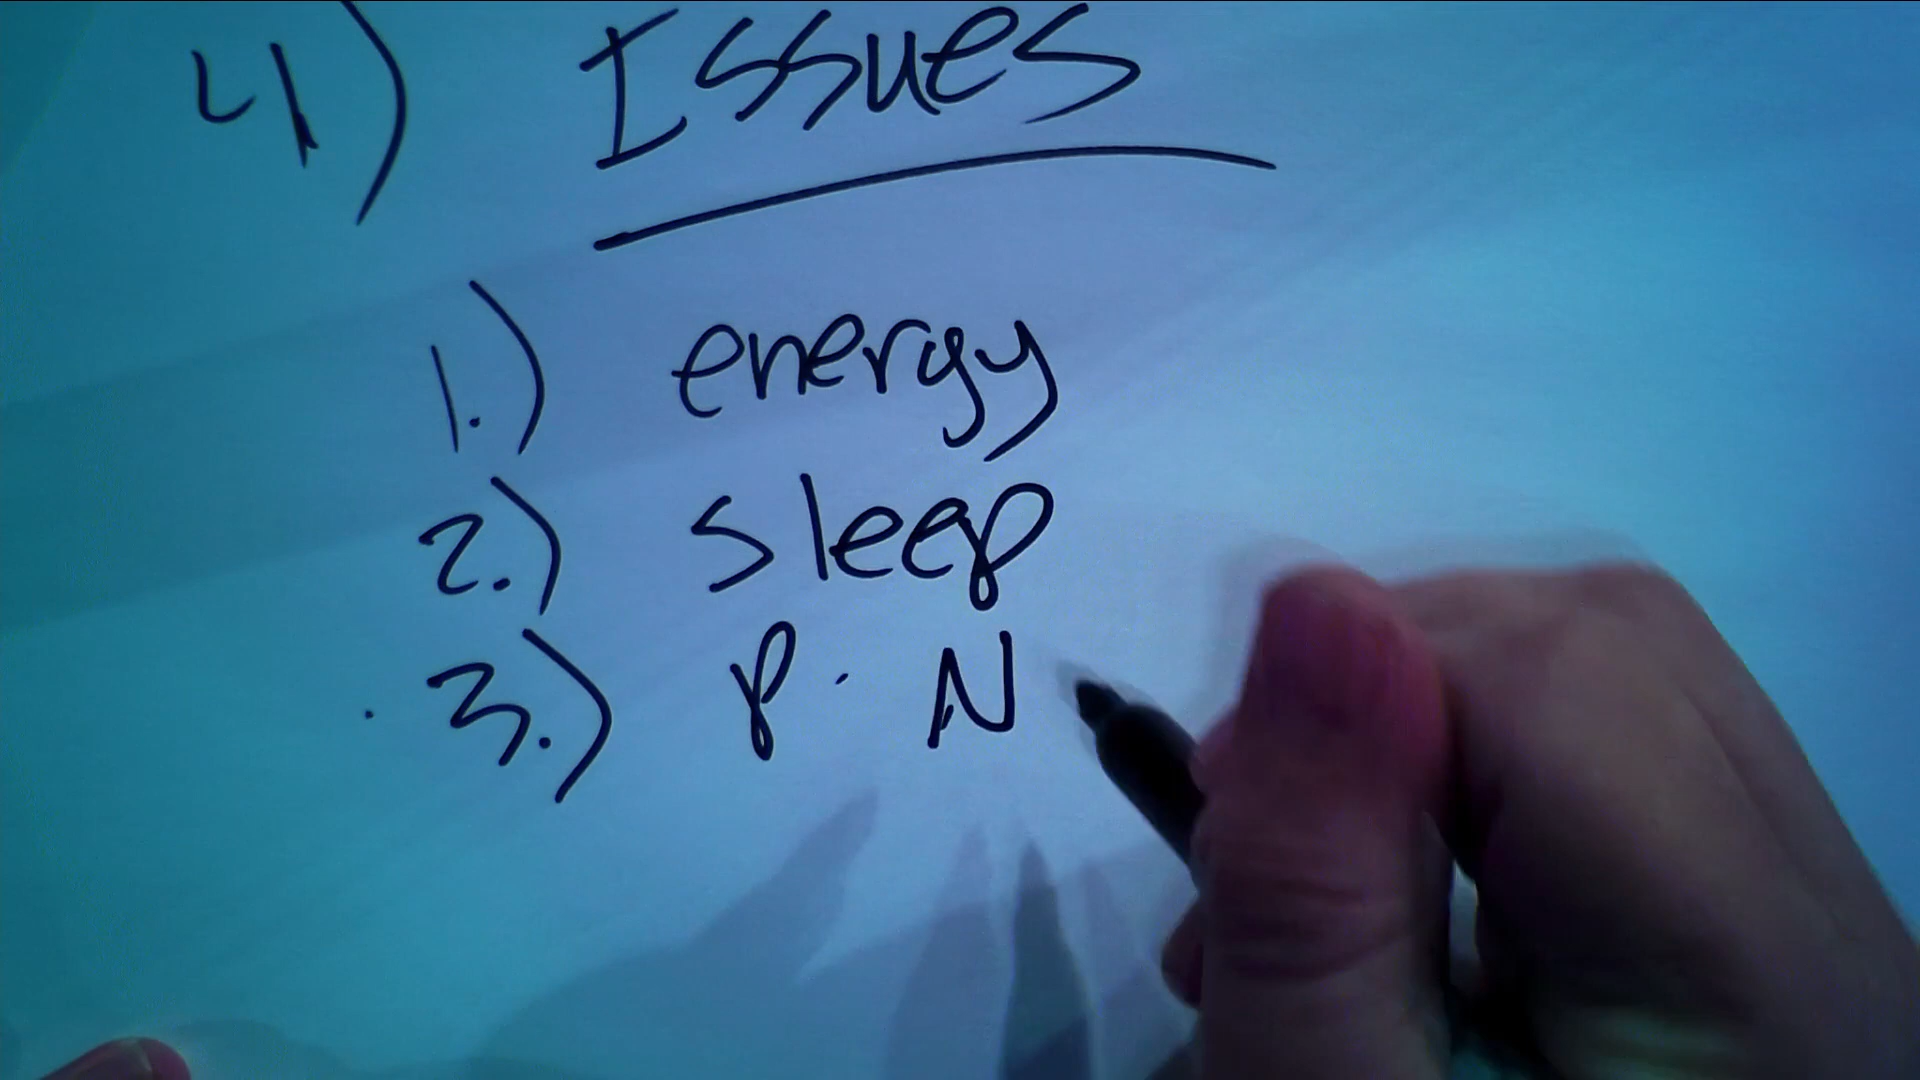 4) Issues
1.) energy
2.) sleep
3.) P. N